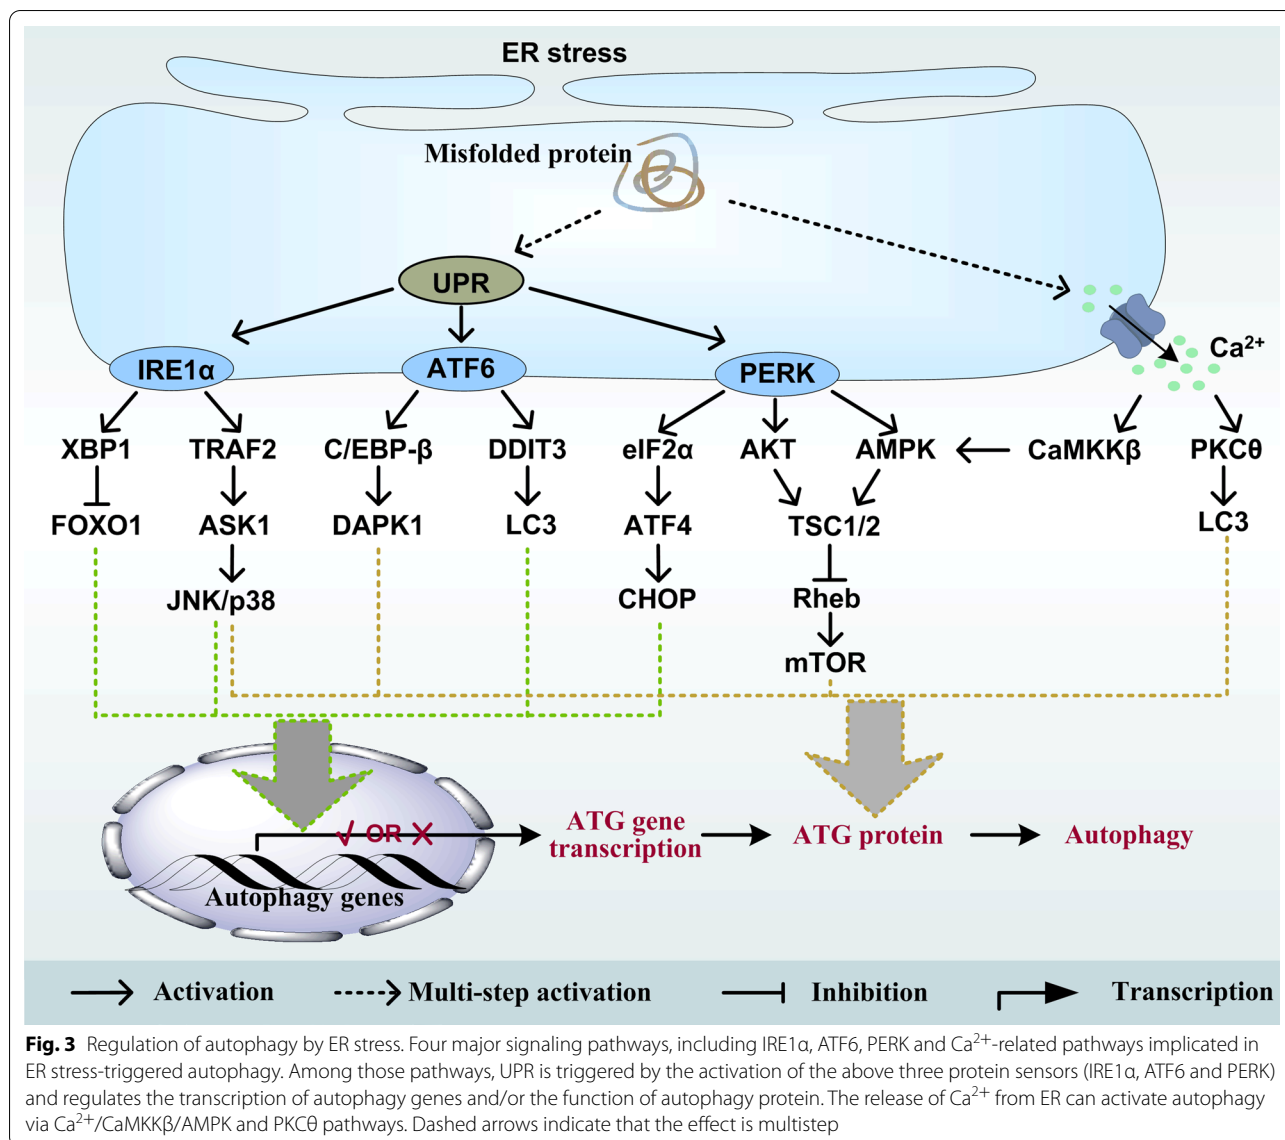 ER stress
Misfolded protein
UPR
IRE1α
ATF6
PERK
Ca²⁺
XBP1
TRAF2
C/EBP-β
DDIT3
eIF2α
AKT
AMPK
CaMKKβ
PKCθ
FOXO1
ASK1
DAPK1
LC3
ATF4
TSC1/2
LC3
JNK/p38
CHOP
Rheb
mTOR
√ OR X
ATG gene
transcription
ATG protein
Autophagy
Autophagy genes
Activation
Multi-step activation
Inhibition
Transcription
Fig. 3 Regulation of autophagy by ER stress. Four major signaling pathways, including IRE1α, ATF6, PERK and Ca²⁺-related pathways implicated in
ER stress-triggered autophagy. Among those pathways, UPR is triggered by the activation of the above three protein sensors (IRE1α, ATF6 and PERK)
and regulates the transcription of autophagy genes and/or the function of autophagy protein. The release of Ca²⁺ from ER can activate autophagy
via Ca²⁺/CaMKKβ/AMPK and PKCθ pathways. Dashed arrows indicate that the effect is multistep